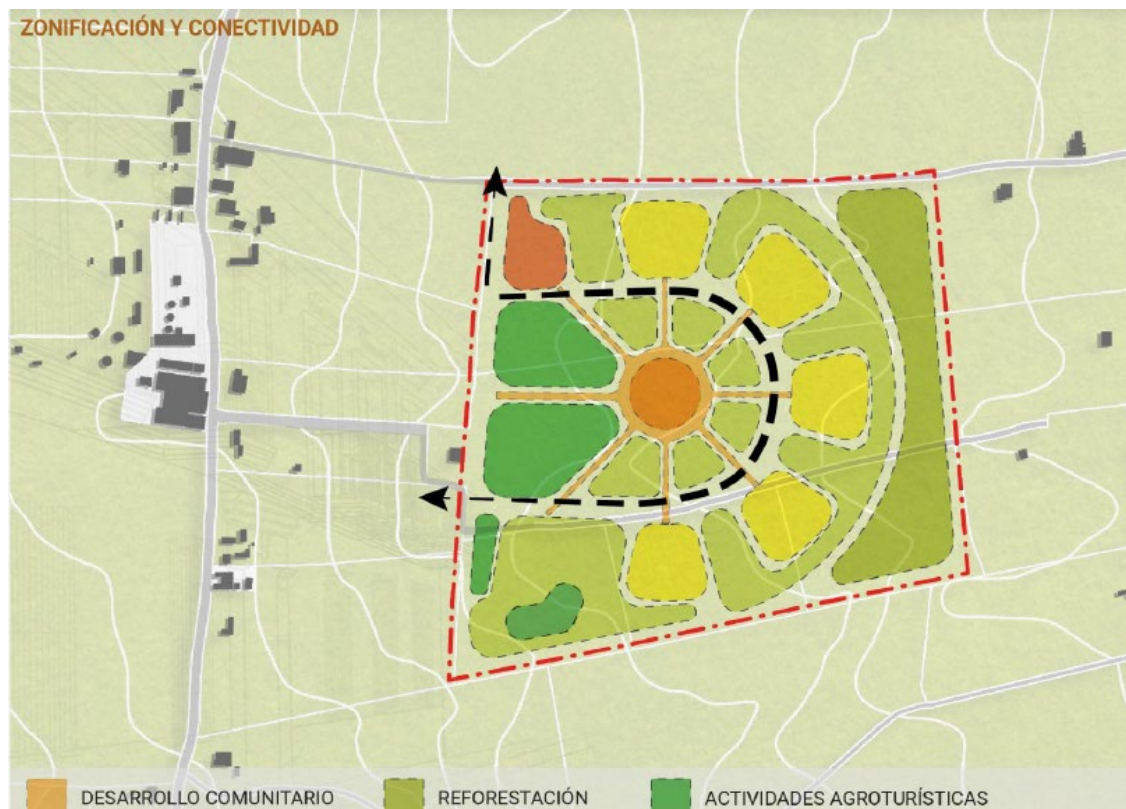 ZONIFICACIÓN Y CONECTIVIDAD
DESARROLLO COMUNITARIO
REFORESTACIÓN
ACTIVIDADES AGROTURÍSTICAS